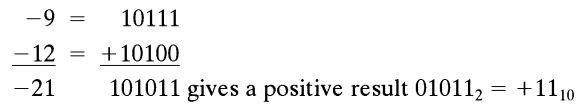 −9 = 10111
−12 = +10100
−21 101011 gives a positive result 01011₂ = +11₁₀